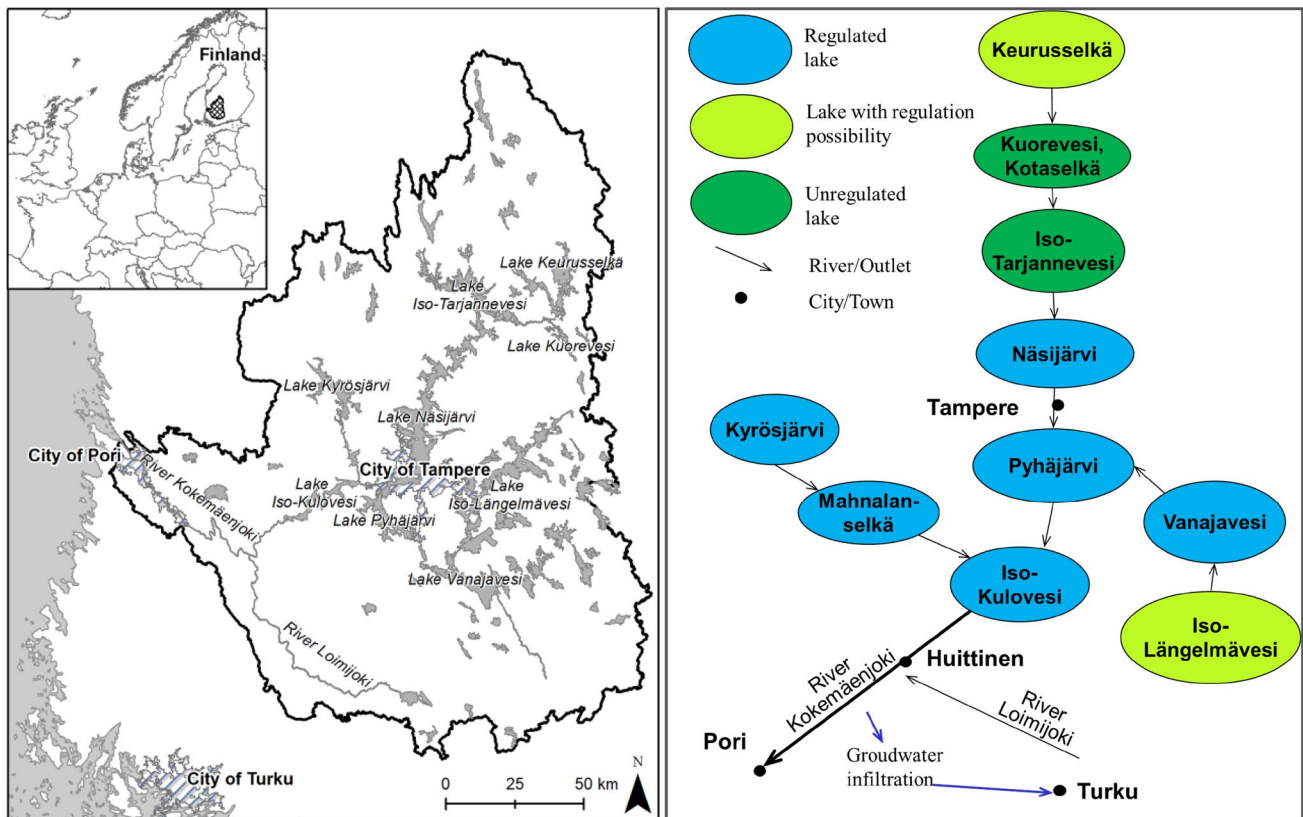 Finland
Lake Keurusselkä
Lake
Iso-Tarjannevesi
Lake Kuorevesi
Lake Kyrösjärvi
Lake Näsijärvi
City of Pori
City of Tampere
River Kokemäenjoki
Lake
Iso-Kulovesi
Lake
Iso-Längelmävesi
Lake Pyhäjärvi
Lake Vanajavesi
River Loimijoki
City of Turku
0 25 50 km
N
Regulated
lake
Lake with regulation
possibility
Unregulated
lake
River/Outlet
City/Town
Keurusselkä
Kuorevesi,
Kotaselkä
Iso-
Tarjannevesi
Näsijärvi
Tampere
Kyrösjärvi
Pyhäjärvi
Mahnalan-
selkä
Vanajavesi
Iso-
Kulovesi
Iso-
Längelmävesi
Huittinen
River
Kokemäenjoki
River
Loimijoki
Pori
Groudwater
infiltration
Turku